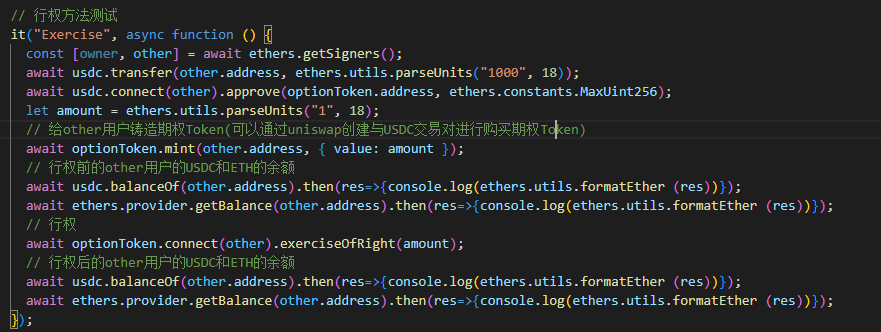 // 行权方法测试
it("Exercise", async function () {
const [owner, other] = await ethers.getSigners();
await usdc.transfer(other.address, ethers.utils.parseUnits("1000", 18));
await usdc.connect(other).approve(optionToken.address, ethers.constants.MaxUint256);
let amount = ethers.utils.parseUnits("1", 18);
// 给other用户铸造期权Token(可以通过uniswap创建与USDC交易对进行购买期权Token)
await optionToken.mint(other.address, { value: amount });
// 行权前的other用户的USDC和ETH的余额
await usdc.balanceOf(other.address).then(res=>{console.log(ethers.utils.formatEther (res))});
await ethers.provider.getBalance(other.address).then(res=>{console.log(ethers.utils.formatEther (res))});
// 行权
await optionToken.connect(other).exerciseOfRight(amount);
// 行权后的other用户的USDC和ETH的余额
await usdc.balanceOf(other.address).then(res=>{console.log(ethers.utils.formatEther (res))});
await ethers.provider.getBalance(other.address).then(res=>{console.log(ethers.utils.formatEther (res))});
});